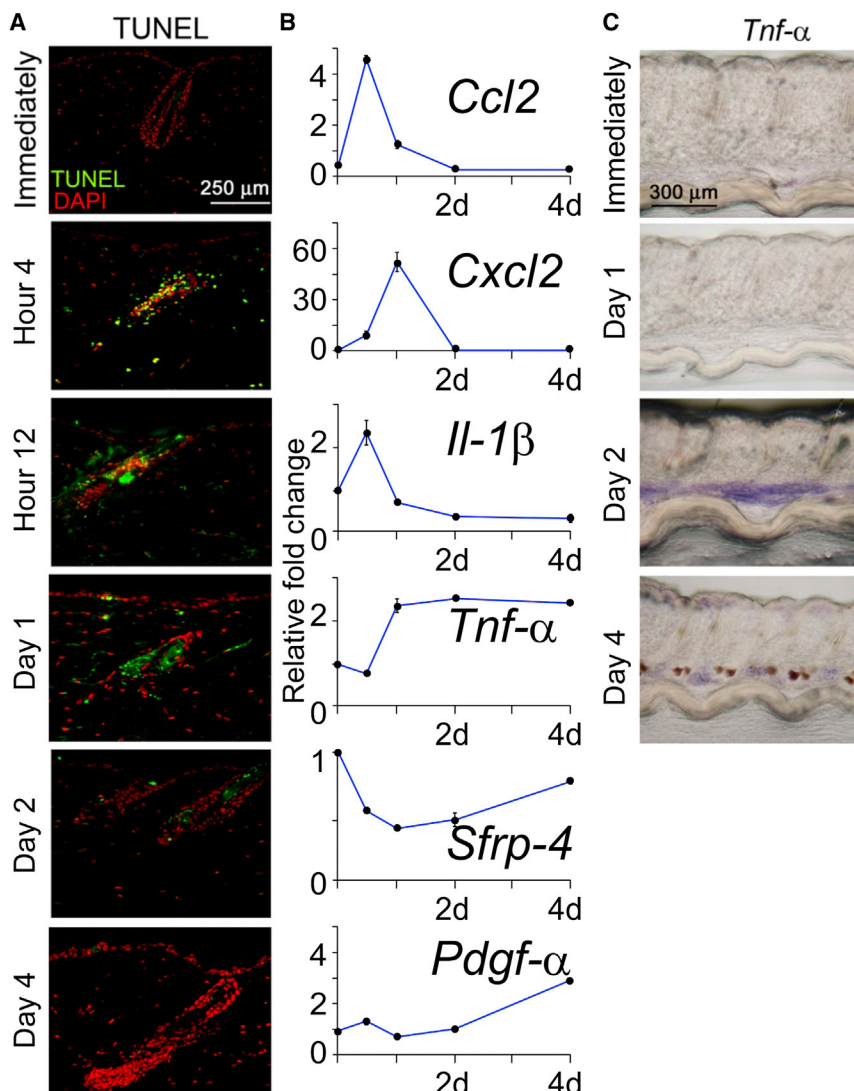 A
TUNEL
Immediately
TUNEL
DAPI
250 μm
Hour 4
Hour 12
Day 1
Day 2
Day 4
B
Relative fold change
4
2
0
Ccl2
2d
4d
60
30
0
Cxcl2
2d
4d
2
0
Il-1β
2d
4d
2
0
Tnf-α
2d
4d
1
0
Sfrp-4
2d
4d
4
2
0
Pdgf-α
2d
4d
C
Tnf-α
Immediately
300 μm
Day 1
Day 2
Day 4